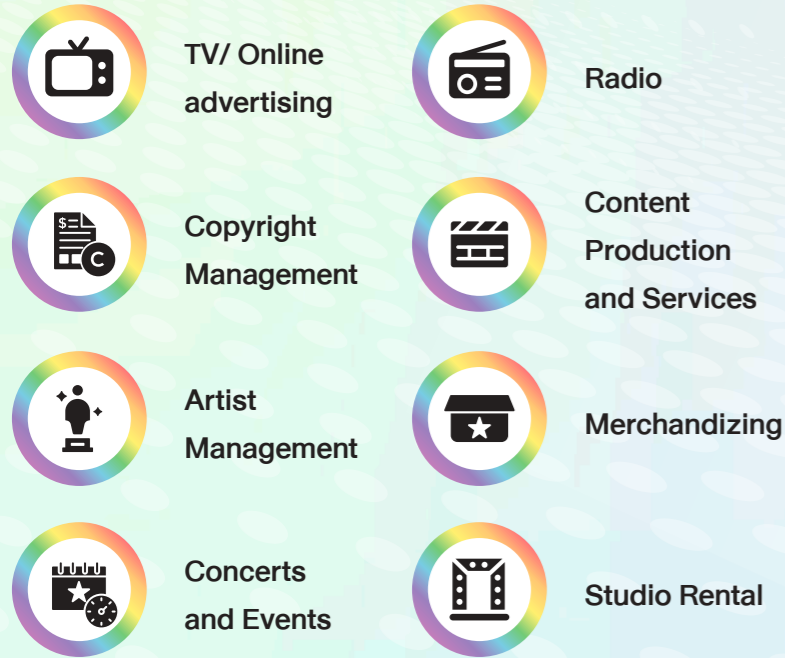 TV/ Online
advertising
Radio
Copyright
Management
Content
Production
and Services
Artist
Management
Merchandizing
Concerts
and Events
Studio Rental
$=
C